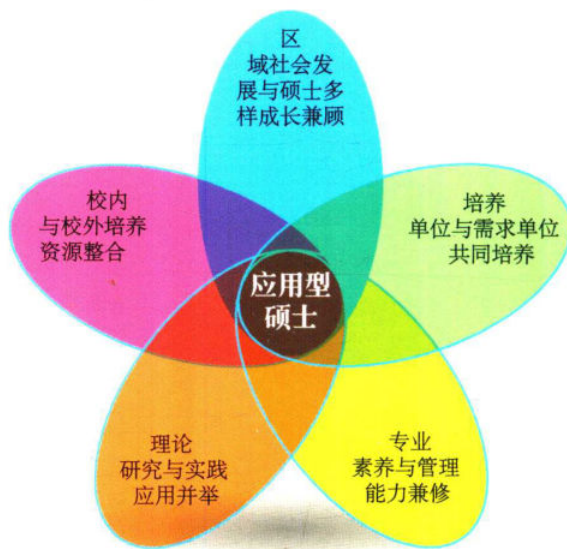 区
域社会发
展与硕士多
样成长兼顾
校内
与校外培养
资源整合
培养
单位与需求单位
共同培养
应用型
硕士
理论
研究与实践
应用并举
专业
素养与管理
能力兼修